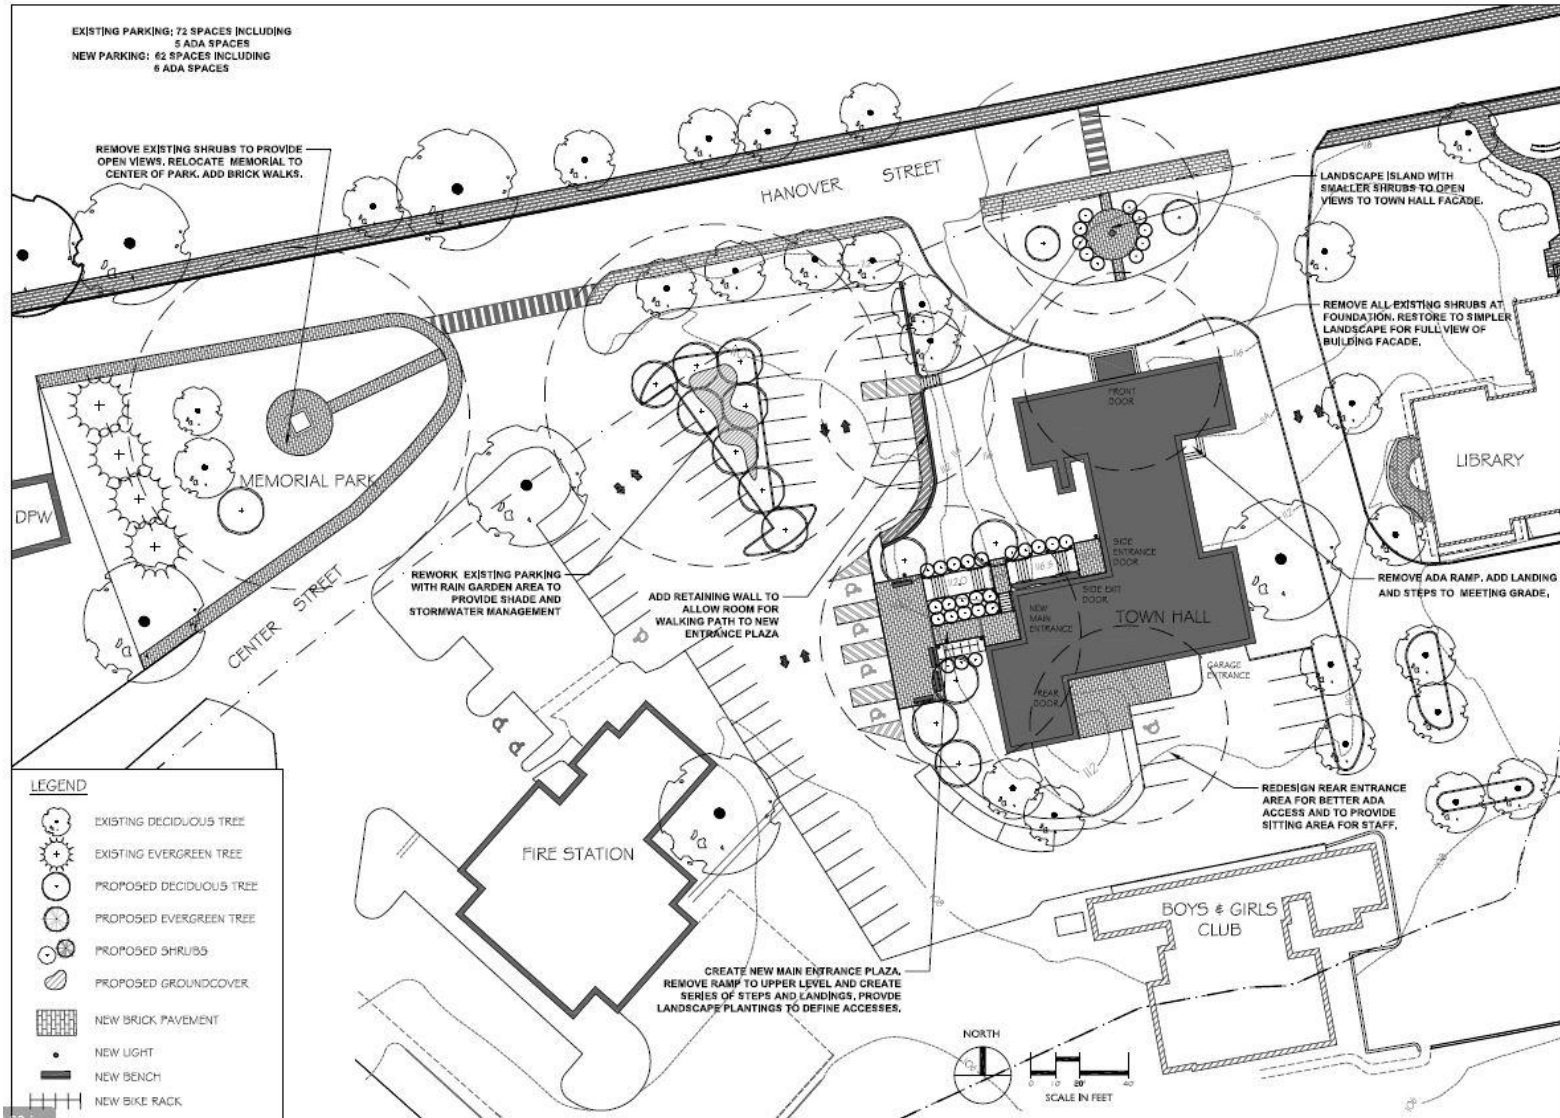 EXISTING PARKING: 72 SPACES INCLUDING
5 ADA SPACES
NEW PARKING: 62 SPACES INCLUDING
6 ADA SPACES
REMOVE EXISTING SHRUBS TO PROVIDE
OPEN VIEWS. RELOCATE MEMORIAL TO
CENTER OF PARK. ADD BRICK WALKS.
HANOVER STREET
LANDSCAPE ISLAND WITH
SMALLER SHRUBS TO OPEN
VIEWS TO TOWN HALL FACADE.
REMOVE ALL EXISTING SHRUBS AT
FOUNDATION. RESTORE TO SIMPLER
LANDSCAPE FOR FULL VIEW OF
BUILDING FACADE.
FRONT
DOOR
LIBRARY
MEMORIAL PARK
DPW
CENTER STREET
REWORK EXISTING PARKING
WITH RAIN GARDEN AREA TO
PROVIDE SHADE AND
STORMWATER MANAGEMENT
ADD RETAINING WALL TO
ALLOW ROOM FOR
WALKING PATH TO NEW
ENTRANCE PLAZA
SIDE
ENTRANCE
DOOR
112.0
116.5
SIDE EXIT
DOOR
NEW
MAIN
ENTRANCE
TOWN HALL
REMOVE ADA RAMP. ADD LANDING
AND STEPS TO MEETING GRADE.
GARAGE
ENTRANCE
REAR
DOOR
112
REDESIGN REAR ENTRANCE
AREA FOR BETTER ADA
ACCESS AND TO PROVIDE
SITTING AREA FOR STAFF.
FIRE STATION
BOYS & GIRLS
CLUB
CREATE NEW MAIN ENTRANCE PLAZA.
REMOVE RAMP TO UPPER LEVEL AND CREATE
SERIES OF STEPS AND LANDINGS. PROVDE
LANDSCAPE PLANTINGS TO DEFINE ACCESSES.
LEGEND
EXISTING DECIDUOUS TREE
EXISTING EVERGREEN TREE
PROPOSED DECIDUOUS TREE
PROPOSED EVERGREEN TREE
PROPOSED SHRUBS
PROPOSED GROUNDCOVER
NEW BRICK PAVEMENT
NEW LIGHT
NEW BENCH
NEW BIKE RACK
NORTH
0 10' 20' 40'
SCALE IN FEET